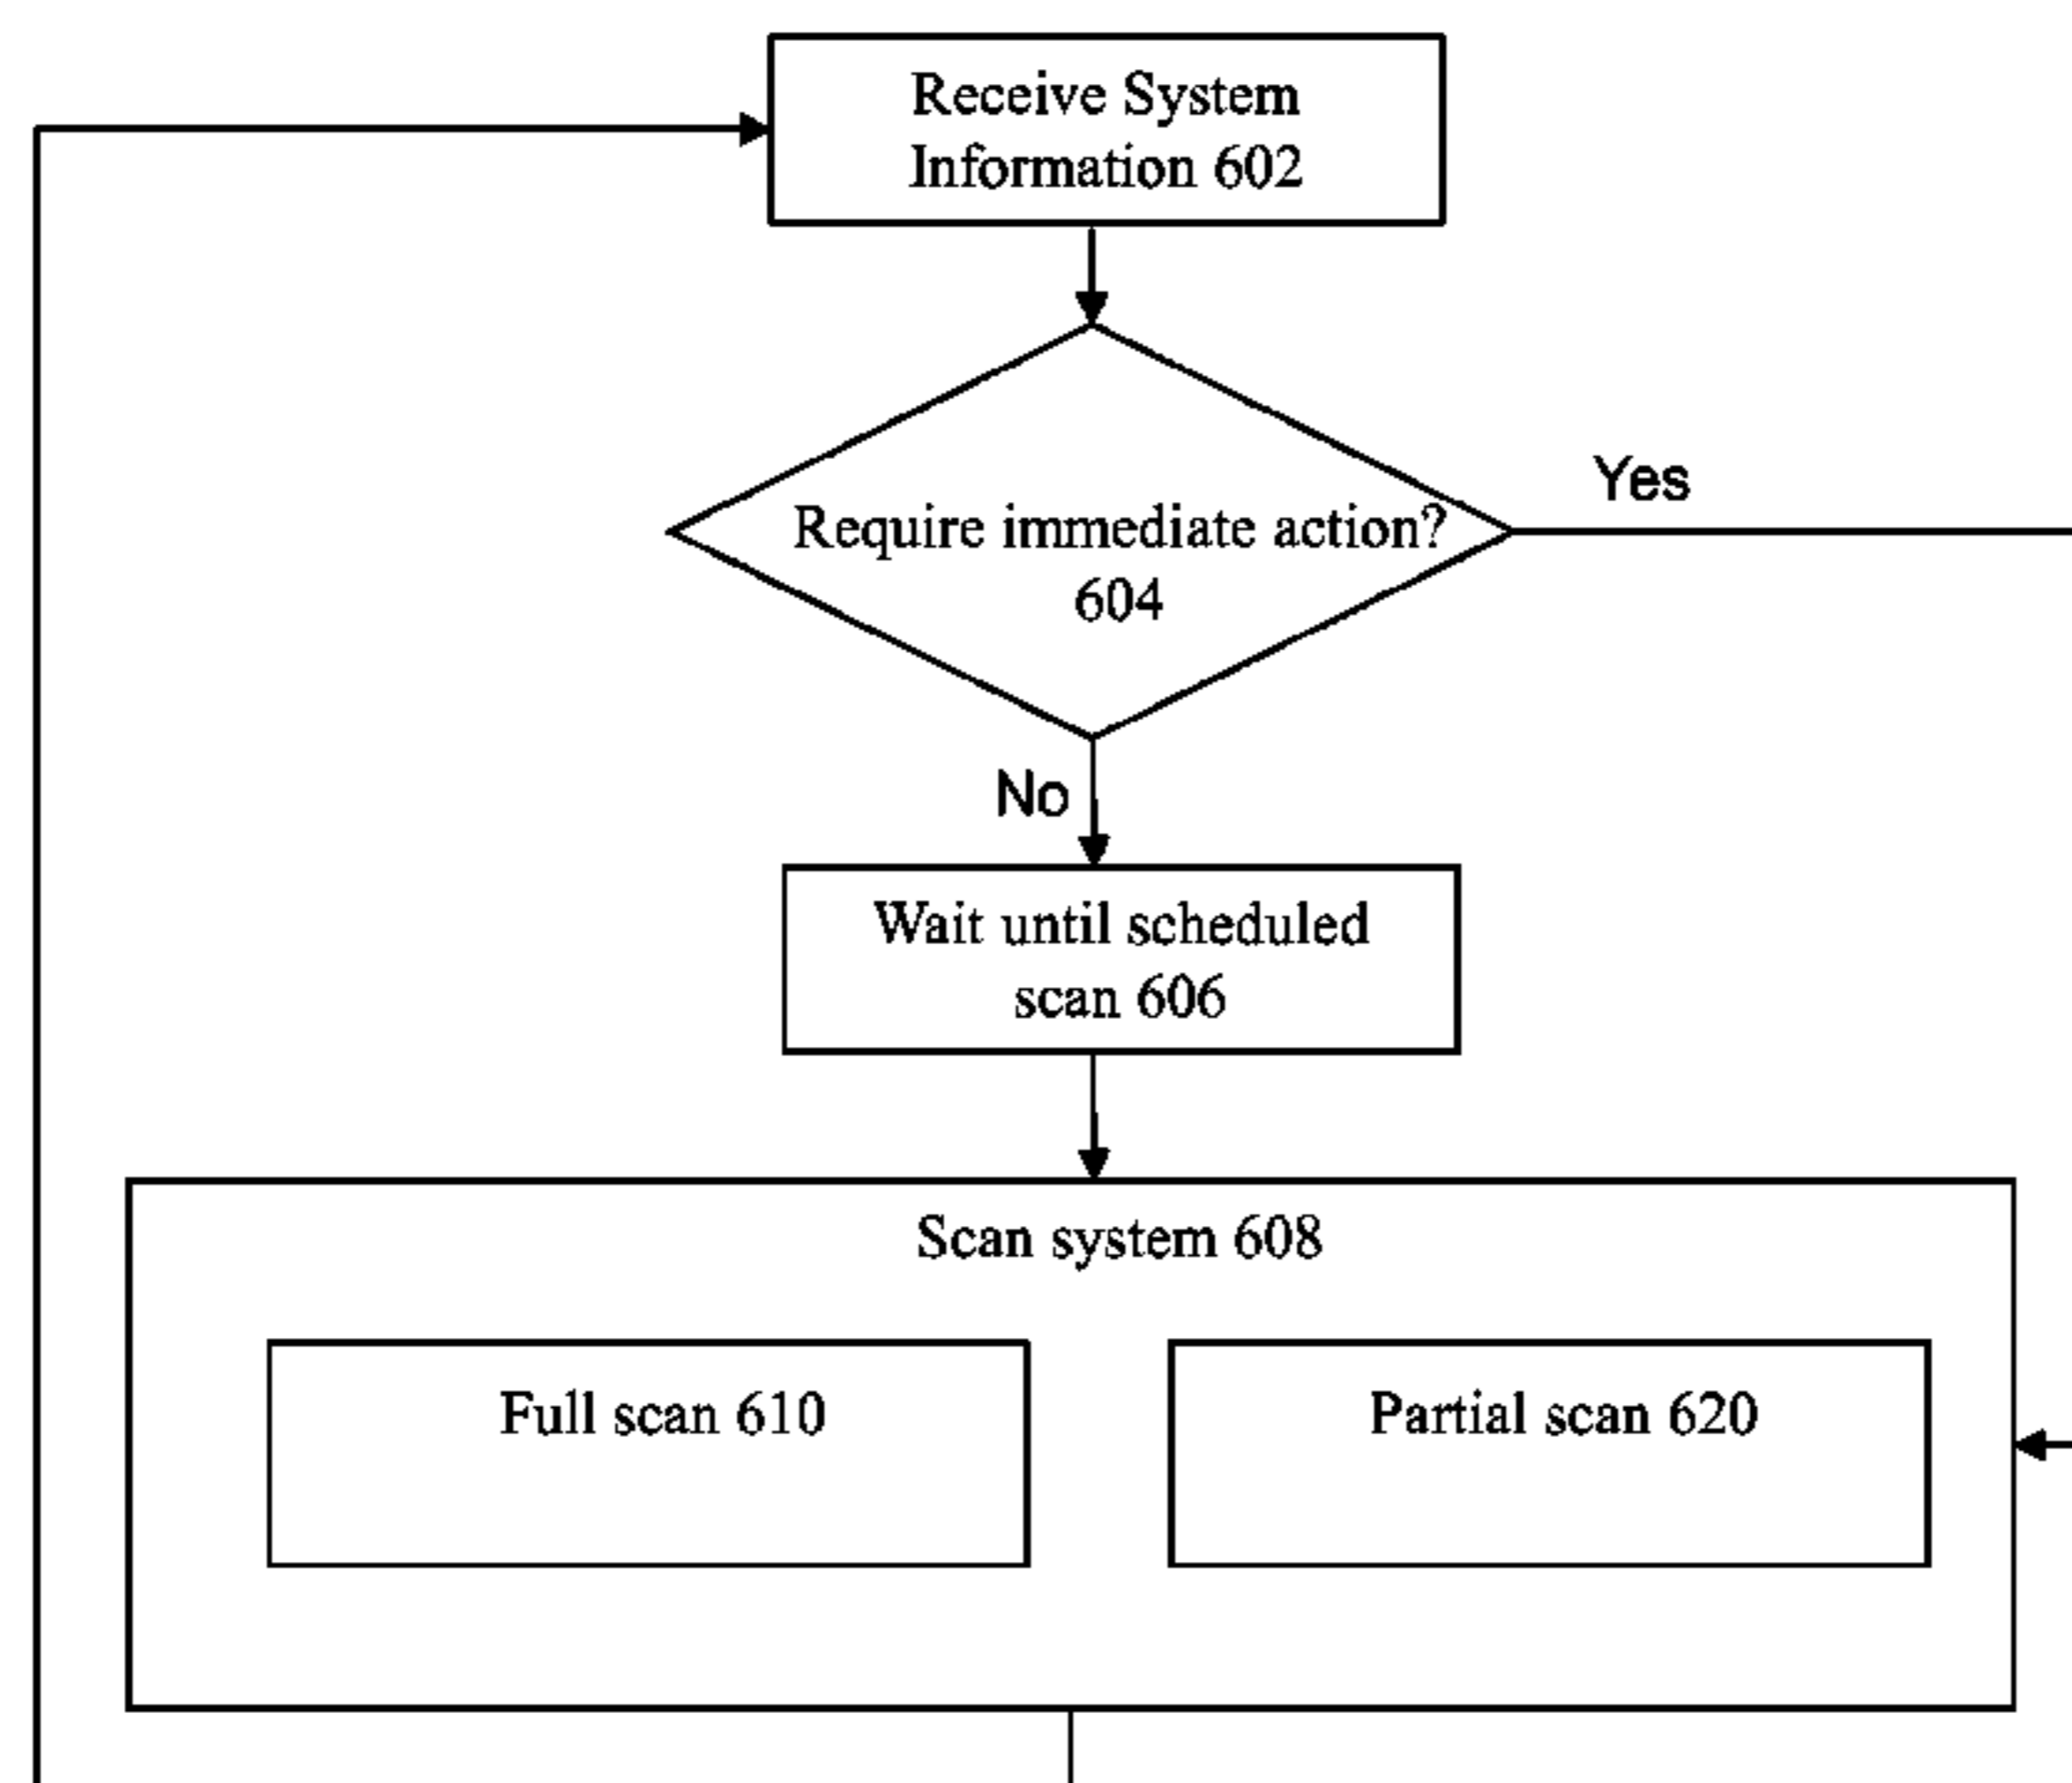 Receive System
Information 602
Require immediate action?
604
Yes
No
Wait until scheduled
scan 606
Scan system 608
Full scan 610
Partial scan 620